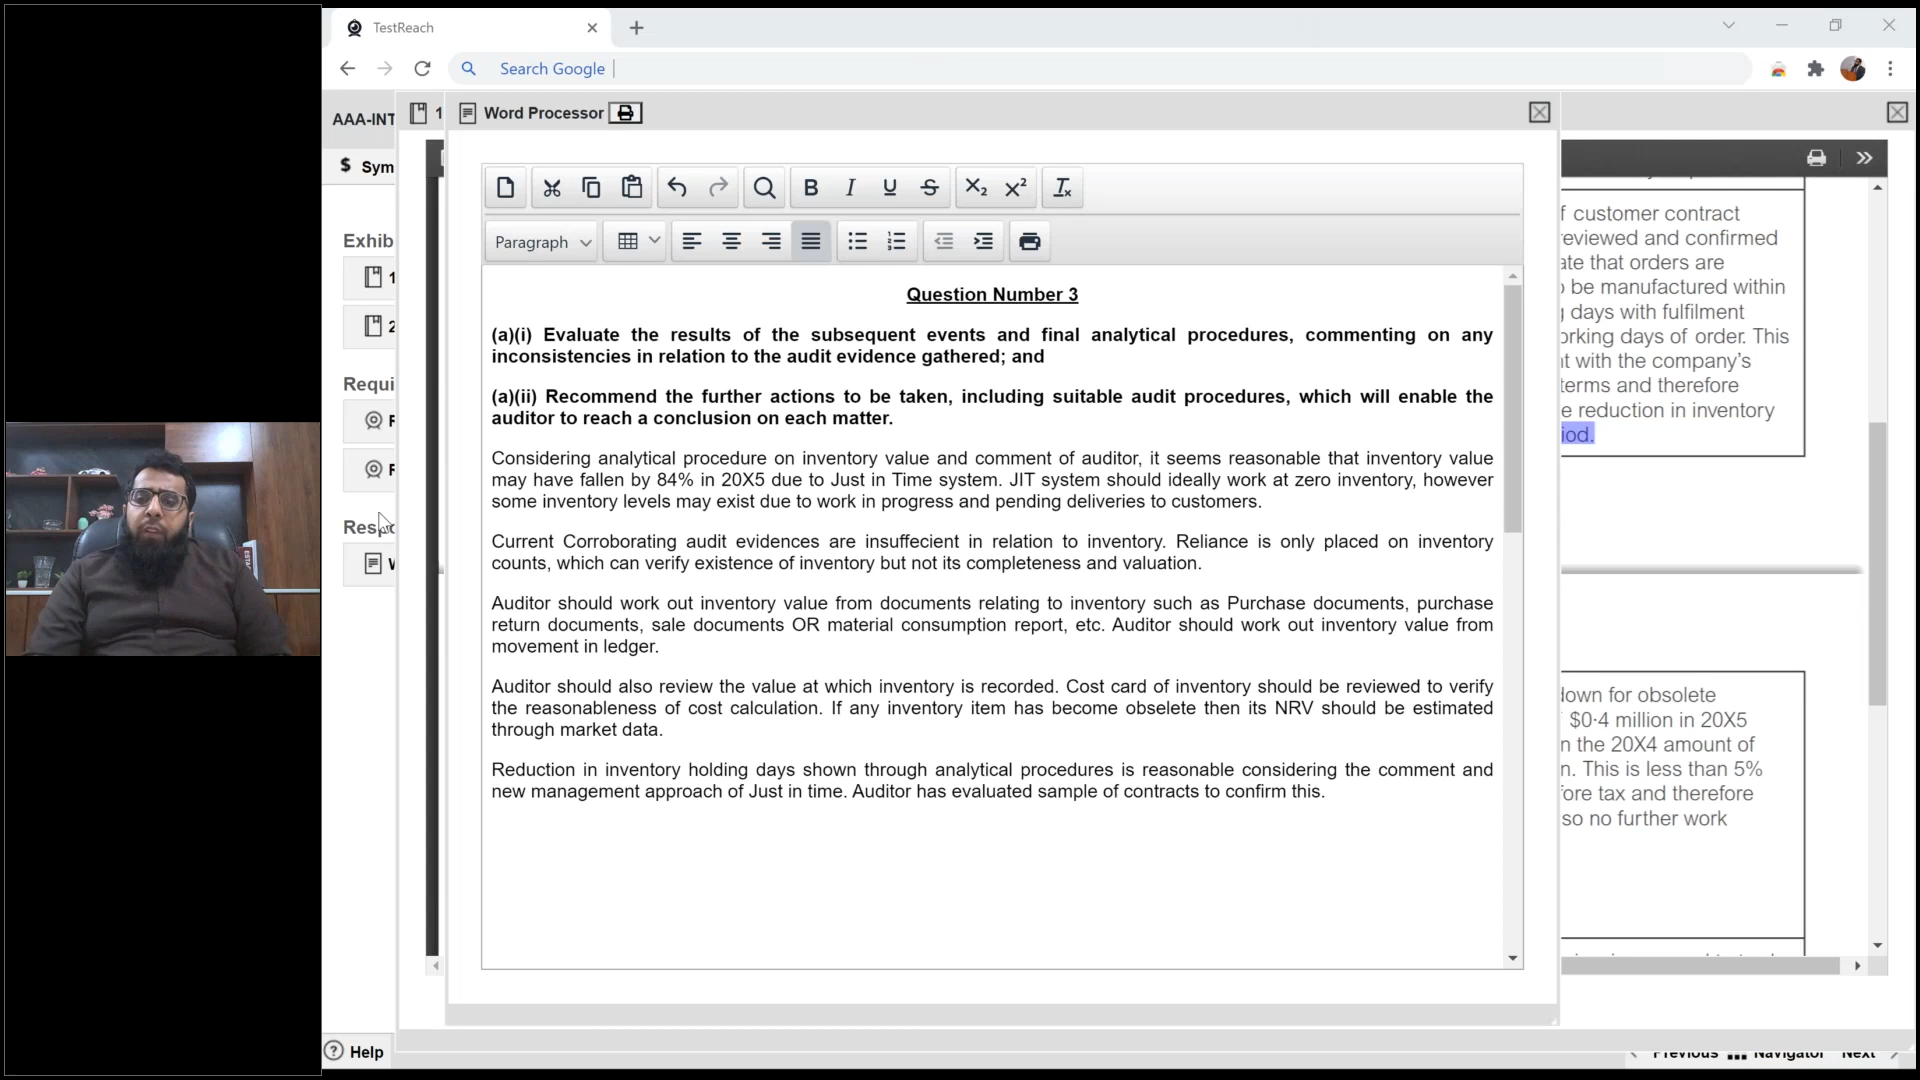 TestReach
Search Google
AAA-INT
1
Word Processor
$ Sym
Paragraph
Exhib
1
2
Requi
Resp
Question Number 3
(a)(i) Evaluate the results of the subsequent events and final analytical procedures, commenting on any
inconsistencies in relation to the audit evidence gathered; and
(a)(ii) Recommend the further actions to be taken, including suitable audit procedures, which will enable the
auditor to reach a conclusion on each matter.
Considering analytical procedure on inventory value and comment of auditor, it seems reasonable that inventory value
may have fallen by 84% in 20X5 due to Just in Time system. JIT system should ideally work at zero inventory, however
some inventory levels may exist due to work in progress and pending deliveries to customers.
Current Corroborating audit evidences are insuffecient in relation to inventory. Reliance is only placed on inventory
counts, which can verify existence of inventory but not its completeness and valuation.
Auditor should work out inventory value from documents relating to inventory such as Purchase documents, purchase
return documents, sale documents OR material consumption report, etc. Auditor should work out inventory value from
movement in ledger.
Auditor should also review the value at which inventory is recorded. Cost card of inventory should be reviewed to verify
the reasonableness of cost calculation. If any inventory item has become obselete then its NRV should be estimated
through market data.
Reduction in inventory holding days shown through analytical procedures is reasonable considering the comment and
new management approach of Just in time. Auditor has evaluated sample of contracts to confirm this.
f customer contract
eviewed and confirmed
ate that orders are
be manufactured within
days with fulfilment
orking days of order. This
t with the company's
terms and therefore
e reduction in inventory
iod.
down for obsolete
$0·4 million in 20X5
n the 20X4 amount of
n. This is less than 5%
fore tax and therefore
so no further work
Help
Previous Navigator Next